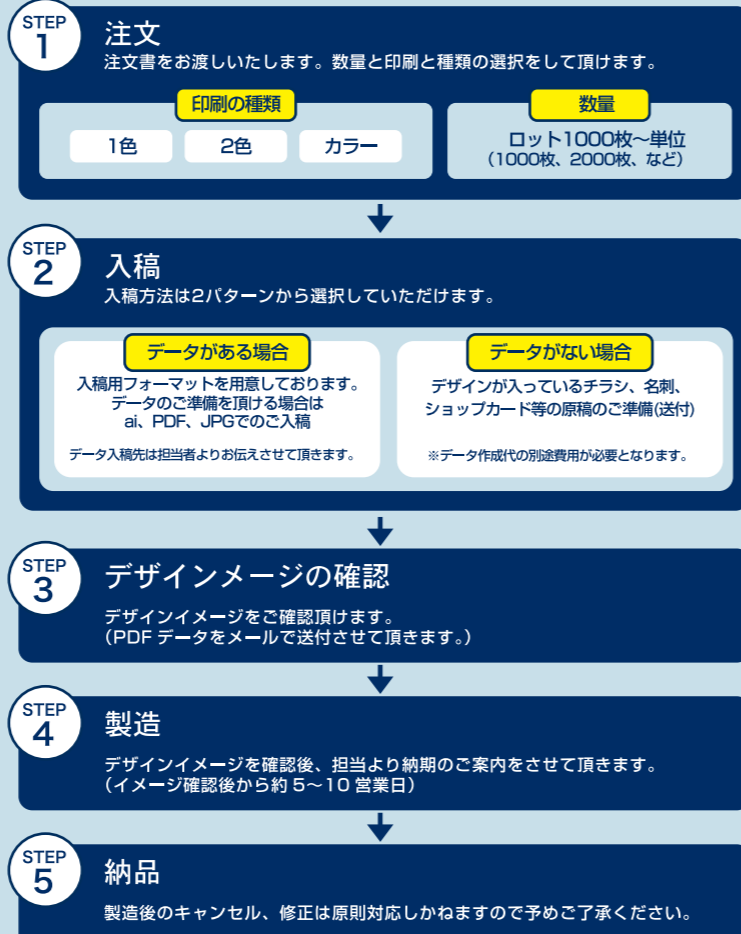 STEP
1
注文
注文書をお渡しいたします。数量と印刷と種類の選択をして頂けます。
印刷の種類
1色
2色
カラー
数量
ロット1000枚～単位
(1000枚、2000枚、など)
STEP
2
入稿
入稿方法は2パターンから選択していただけます。
データがある場合
入稿用フォーマットを用意しております。
データのご準備を頂ける場合は
ai、PDF、JPGでのご入稿
データ入稿先は担当者よりお伝えさせて頂きます。
データがない場合
デザインが入っているチラシ、名刺、
ショップカード等の原稿のご準備(送付)
※データ作成代の別途費用が必要となります。
STEP
3
デザインメージの確認
デザインイメージをご確認頂けます。
(PDF データをメールで送付させて頂きます。)
STEP
4
製造
デザインイメージを確認後、担当より納期のご案内をさせて頂きます。
(イメージ確認後から約 5～10 営業日)
STEP
5
納品
製造後のキャンセル、修正は原則対応しかねますので予めご了承ください。